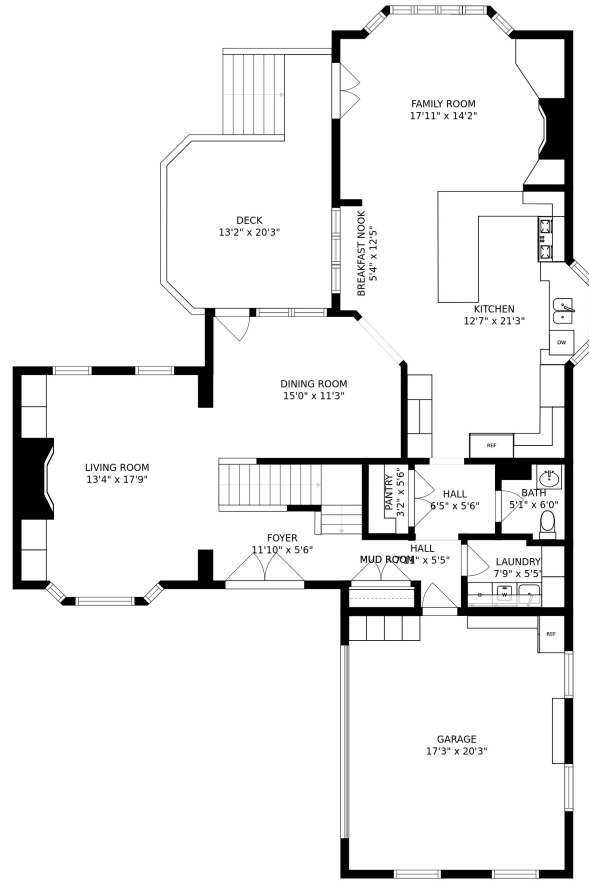 FAMILY ROOM
17'11" x 14'2"
DECK
13'2" x 20'3"
BREAKFAST NOOK
5'4" x 12'5"
KITCHEN
12'7" x 21'3"
DW
DINING ROOM
15'0" x 11'3"
REF
LIVING ROOM
13'4" x 17'9"
PANTRY
3'2" x 5'6"
HALL
6'5" x 5'6"
BATH
5'1" x 6'0"
FOYER
11'10" x 5'6"
HALL
MUD ROOM
x 5'5"
LAUNDRY
7'9" x 5'5"
W
D
REF
GARAGE
17'3" x 20'3"